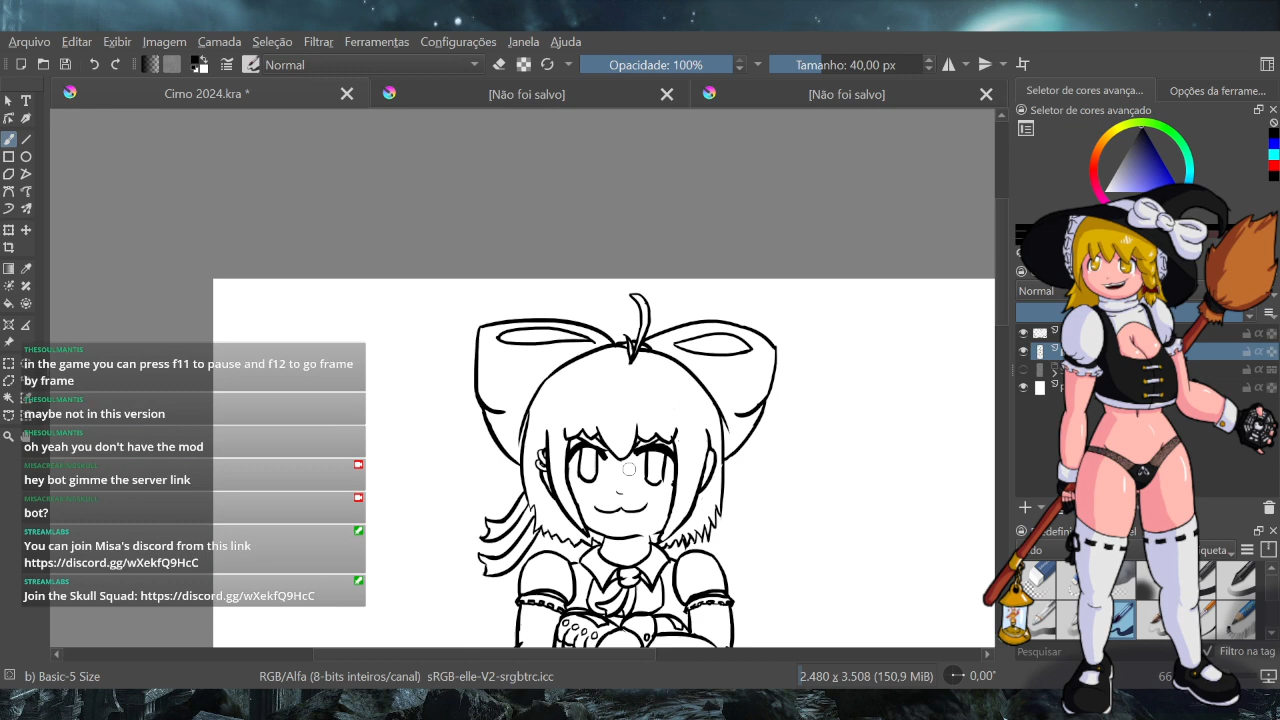 Arquivo Editar Exibir Imagem Camada Seleção Filtrar Ferramentas Configurações Janela Ajuda
Normal Opacidade: 100% Tamanho: 40,00 px
Cirno 2024.kra * [Não foi salvo] [Não foi salvo]
Seletor de cores avança... Opções da ferrame...
Seletor de cores avançado
Normal
THESOULMANTIS
in the game you can press f11 to pause and f12 to go frame
by frame
THESOULMANTIS
maybe not in this version
THESOULMANTIS
oh yeah you don't have the mod
hey bot gimme the server link
bot?
STREAMLABS
You can join Misa's discord from this link
https://discord.gg/wXekfQ9HcC
STREAMLABS
Join the Skull Squad: https://discord.gg/wXekfQ9HcC
Pesquisar Filtro na tag
b) Basic-5 Size RGB/Alfa (8-bits inteiros/canal) sRGB-elle-V2-srgbtrc.icc 2.480 x 3.508 (150,9 MiB) 0,00°